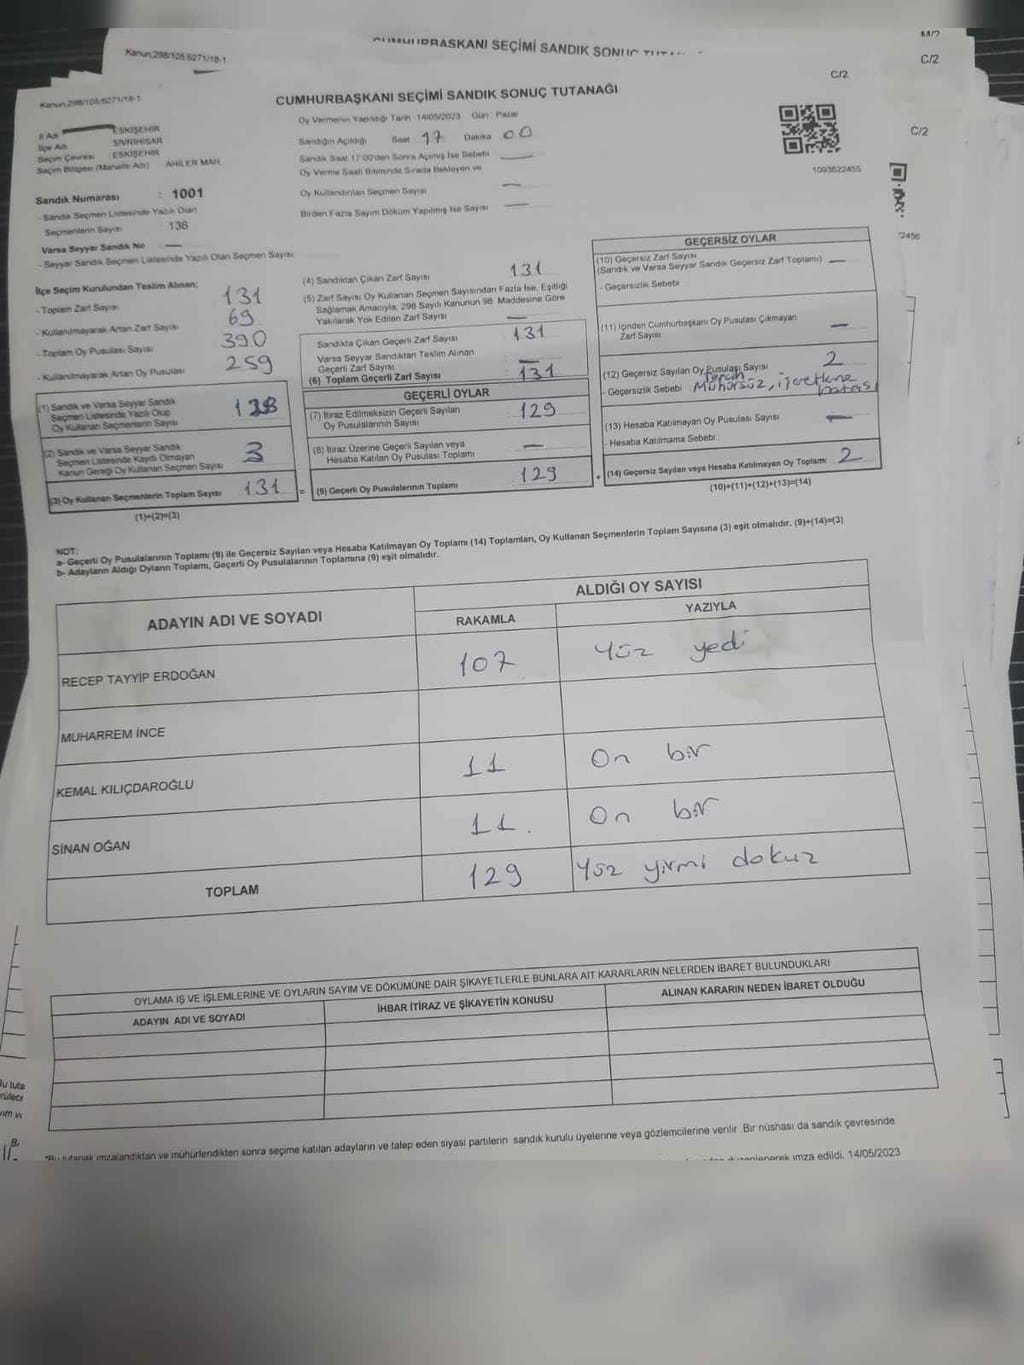 Kanun,298/105,6271/18-1
C/2
Kanun,298/105,6271/18-1
C/2
CUMHURBAŞKANI SEÇİMİ SANDIK SONUÇ TUTANAĞI
C/2
İl Adı ESKİŞEHİR
İlçe Adı SİVRİHİSAR
Seçim Çevresi ESKİŞEHİR
Seçim Bölgesi (Mahalle Adı) AHİLER MAH.
Oy Vermenin Yapıldığı Tarih 14/05/2023 Gün Pazar
Sandığın Açıldığı Saat 17 Dakika 00
Sandık Saat 17:00'den Sonra Açılmış İse Sebebi —
Oy Verme Saati Bitiminde Sırada Bekleyen ve
Oy Kullandırılan Seçmen Sayısı —
Birden Fazla Sayım Döküm Yapılmış İse Sayısı —
1093622455
Sandık Numarası : 1001
- Sandık Seçmen Listesinde Yazılı Olan
Seçmenlerin Sayısı 136
Varsa Seyyar Sandık No —
- Seyyar Sandık Seçmen Listesinde Yazılı Olan Seçmen Sayısı
İlçe Seçim Kurulundan Teslim Alınan;
- Toplam Zarf Sayısı 131
- Kullanılmayarak Artan Zarf Sayısı 69
- Toplam Oy Pusulası Sayısı 390
- Kullanılmayarak Artan Oy Pusulası 259
(1) Sandık ve Varsa Seyyar Sandık
Seçmen Listesinde Yazılı Olup
Oy Kullanan Seçmenlerin Sayısı
(2) Sandık ve Varsa Seyyar Sandık
Seçmen Listesinde Kayıtlı Olmayan
Kanun Gereği Oy Kullanan Seçmen Sayısı 3
(3) Oy Kullanan Seçmenlerin Toplam Sayısı 131
(1)+(2)=(3)
(4) Sandıktan Çıkan Zarf Sayısı 131
(5) Zarf Sayısı Oy Kullanan Seçmen Sayısından Fazla İse, Eşitliği
Sağlamak Amacıyla; 298 Sayılı Kanunun 98. Maddesine Göre
Yakılarak Yok Edilen Zarf Sayısı —
Sandıkta Çıkan Geçerli Zarf Sayısı 131
Varsa Seyyar Sandıktan Teslim Alınan
Geçerli Zarf Sayısı —
(6) Toplam Geçerli Zarf Sayısı 131
GEÇERLİ OYLAR
(7) İtiraz Edilmeksizin Geçerli Sayılan
Oy Pusulalarının Sayısı 129
(8) İtiraz Üzerine Geçerli Sayılan veya
Hesaba Katılan Oy Pusulası Toplamı —
= (9) Geçerli Oy Pusulalarının Toplamı 129
GEÇERSİZ OYLAR
(10) Geçersiz Zarf Sayısı
(Sandık ve Varsa Seyyar Sandık Geçersiz Zarf Toplamı) —
- Geçersizlik Sebebi
(11) İçinden Cumhurbaşkanı Oy Pusulası Çıkmayan
Zarf Sayısı —
(12) Geçersiz Sayılan Oy Pusulası Sayısı 2
- Geçersizlik Sebebi Mühürsüz, işaretleme
hatası
(13) Hesaba Katılmayan Oy Pusulası Sayısı —
- Hesaba Katılmama Sebebi
+ (14) Geçersiz Sayılan veya Hesaba Katılmayan Oy Toplamı 2
(10)+(11)+(12)+(13)=(14)
NOT:
a- Geçerli Oy Pusulalarının Toplamı (9) ile Geçersiz Sayılan veya Hesaba Katılmayan Oy Toplamı (14) Toplamları, Oy Kullanan Seçmenlerin Toplam Sayısına (3) eşit olmalıdır. (9)+(14)=(3)
b- Adayların Aldığı Oyların Toplamı, Geçerli Oy Pusulalarının Toplamına (9) eşit olmalıdır.
ADAYIN ADI VE SOYADI
ALDIĞI OY SAYISI
RAKAMLA YAZIYLA
RECEP TAYYİP ERDOĞAN 107 Yüz yedi
MUHARREM İNCE
KEMAL KILIÇDAROĞLU 11 On bir
SİNAN OĞAN 11. On bir
TOPLAM 129 Yüz yirmi dokuz
OYLAMA İŞ VE İŞLEMLERİNE VE OYLARIN SAYIM VE DÖKÜMÜNE DAİR ŞİKAYETLERLE BUNLARA AİT KARARLARIN NELERDEN İBARET BULUNDUKLARI
ADAYIN ADI VE SOYADI İHBAR İTİRAZ VE ŞİKAYETİN KONUSU ALINAN KARARIN NEDEN İBARET OLDUĞU
*Bu tutanak imzalandıktan ve mühürlendikten sonra seçime katılan adayların ve talep eden siyasi partilerin sandık kurulu üyelerine veya gözlemcilerine verilir. Bir nüshası da sandık çevresinde
düzenlenerek imza edildi. 14/05/2023